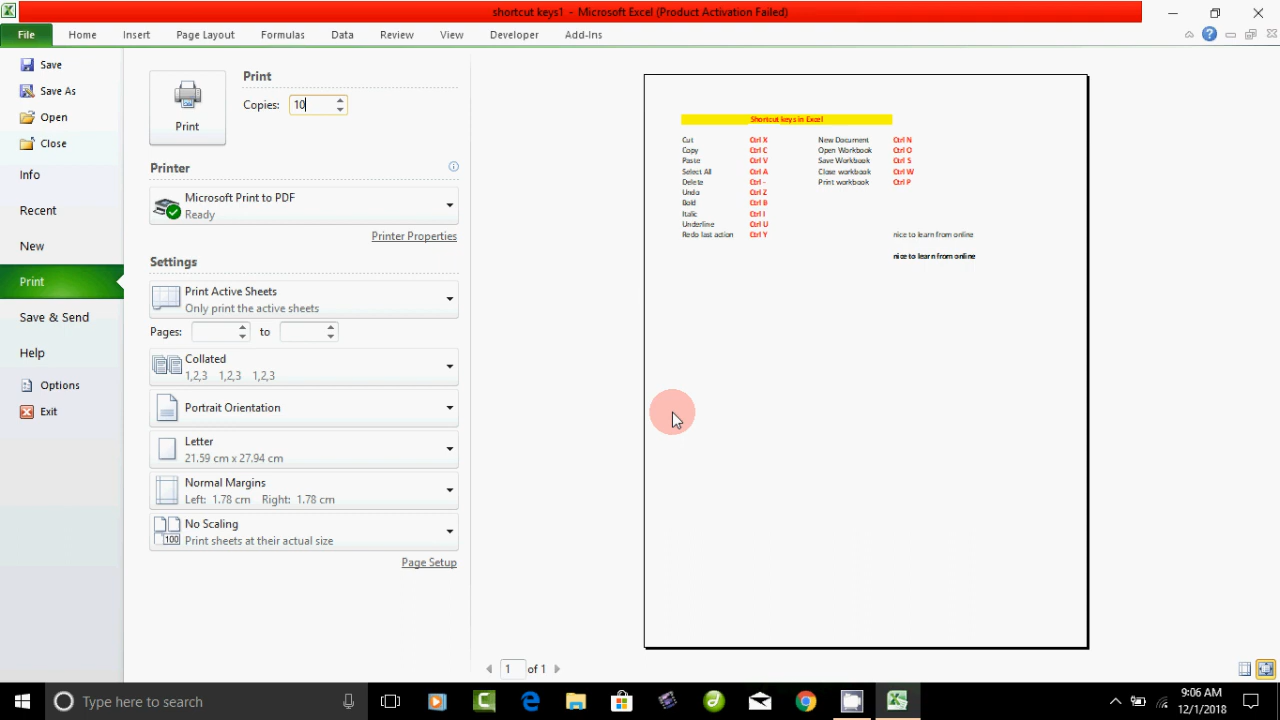 shortcut keys1 - Microsoft Excel (Product Activation Failed)
File Home Insert Page Layout Formulas Data Review View Developer Add-Ins
Save
Save As
Open
Close
Info
Recent
New
Print
Save & Send
Help
Options
Exit
Print
Print
Copies: 10
Printer
Microsoft Print to PDF
Ready
Printer Properties
Settings
Print Active Sheets
Only print the active sheets
Pages: to
Collated
1,2,3 1,2,3 1,2,3
Portrait Orientation
Letter
21.59 cm x 27.94 cm
Normal Margins
Left: 1.78 cm Right: 1.78 cm
No Scaling
100 Print sheets at their actual size
Page Setup
Shortcut keys in Excel
Cut Ctrl X New Document Ctrl N
Copy Ctrl C Open Workbook Ctrl O
Paste Ctrl V Save Workbook Ctrl S
Select All Ctrl A Close workbook Ctrl W
Delete Ctrl - Print workbook Ctrl P
Undo Ctrl Z
Bold Ctrl B
Italic Ctrl I
Underline Ctrl U
Redo last action Ctrl Y nice to learn from online
nice to learn from online
1 of 1
Type here to search
9:06 AM
12/1/2018